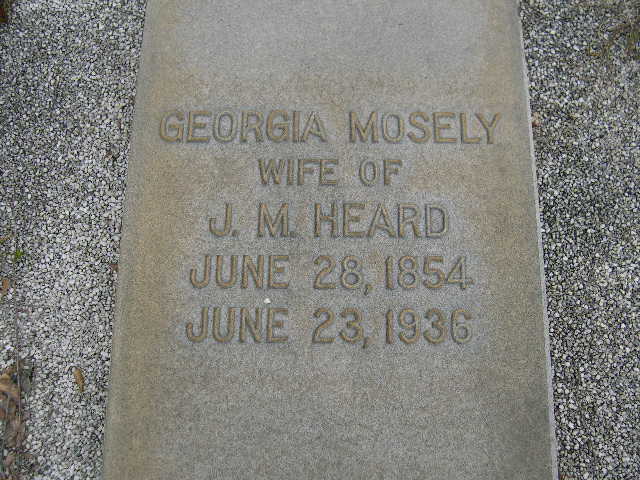 GEORGIA MOSELY
WIFE OF
J. M. HEARD
JUNE 28, 1854
JUNE 23, 1936